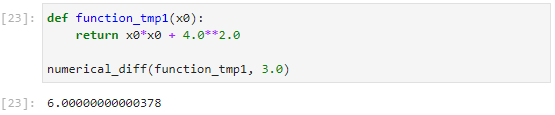 [23]: def function_tmp1(x0):
    return x0*x0 + 4.0**2.0

numerical_diff(function_tmp1, 3.0)
[23]: 6.00000000000378